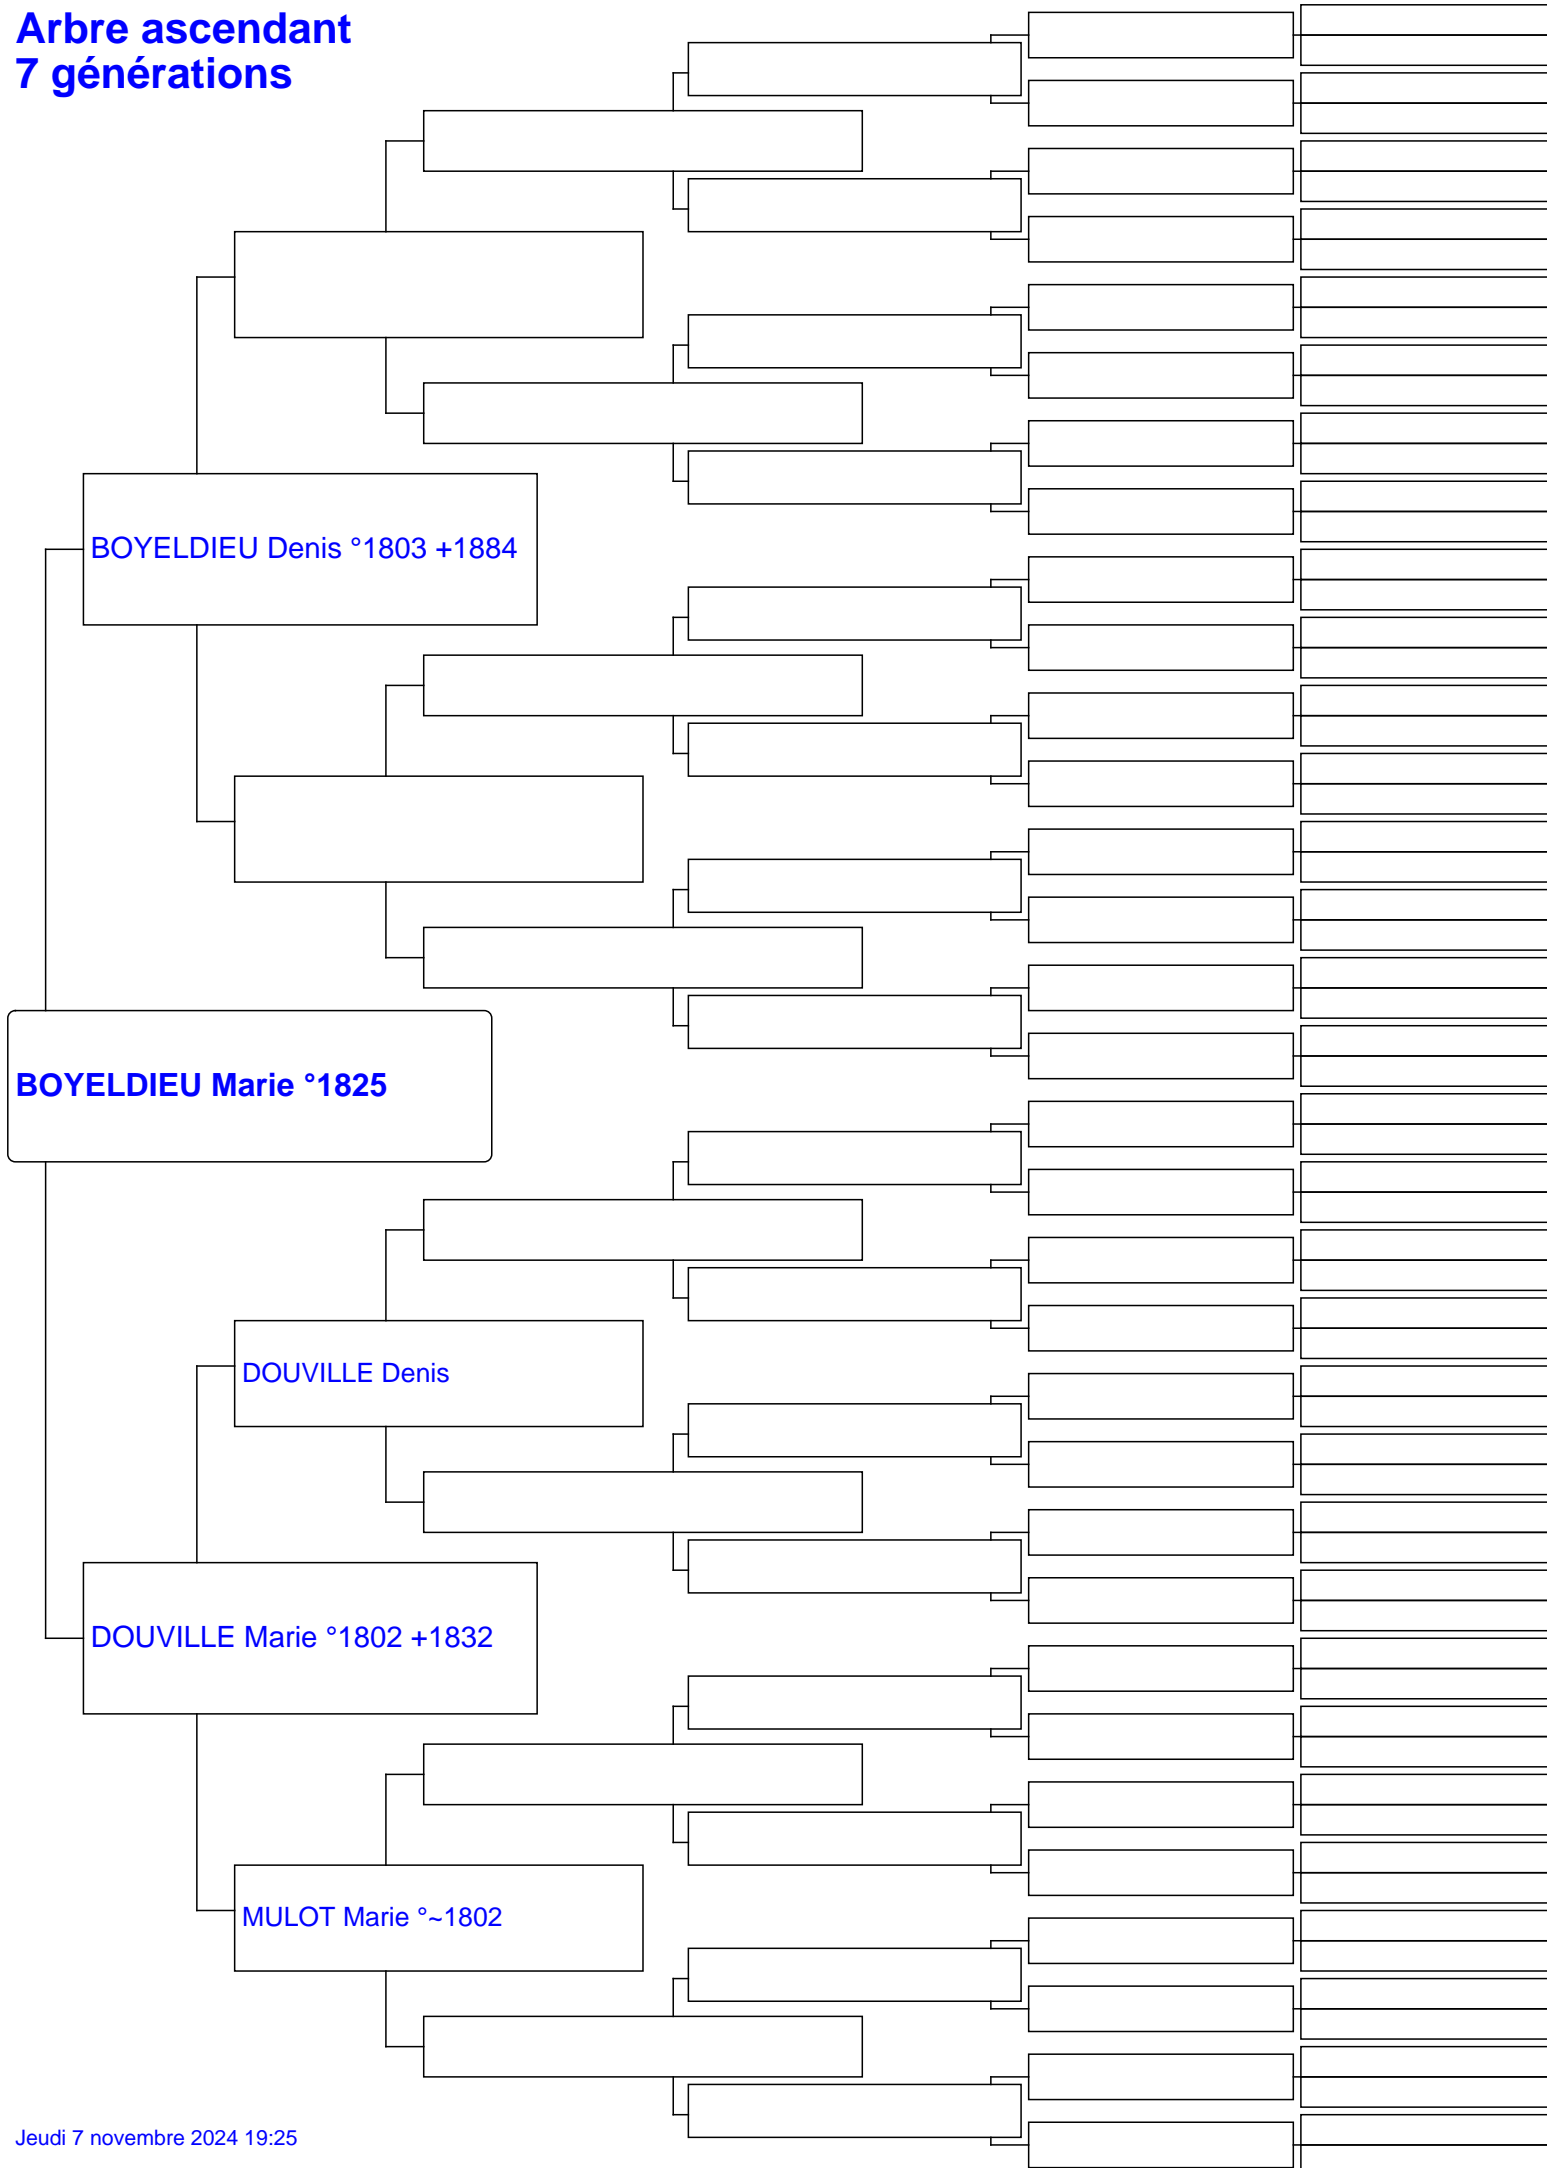 Arbre ascendant
7 générations
BOYELDIEU Denis °1803 +1884
BOYELDIEU Marie °1825
DOUVILLE Denis
DOUVILLE Marie °1802 +1832
MULOT Marie °~1802
Jeudi 7 novembre 2024 19:25